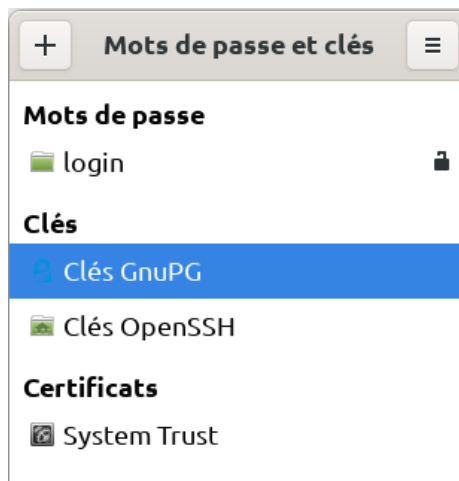 Mots de passe et clés
Mots de passe
login
Clés
Clés GnuPG
Clés OpenSSH
Certificats
System Trust